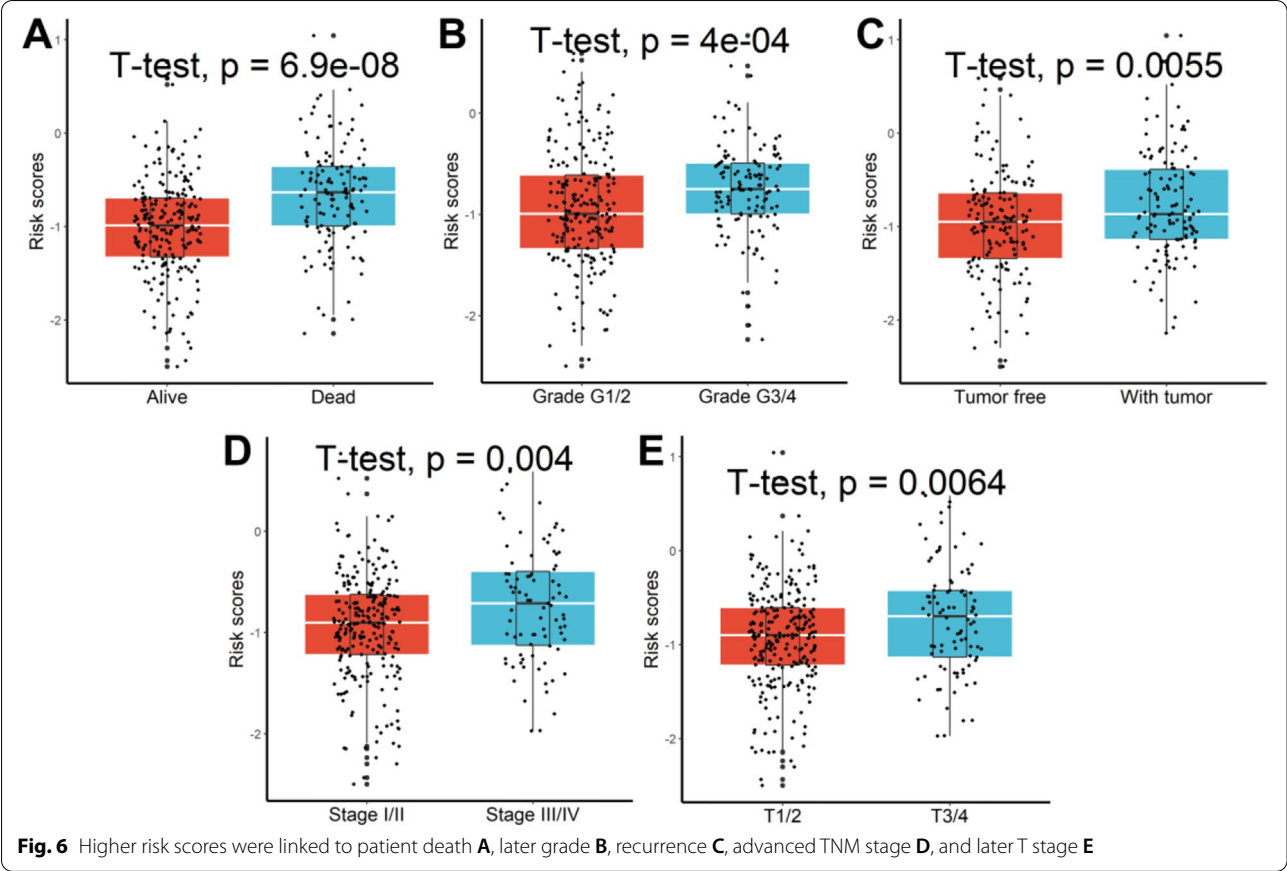 A
T-test, p = 6.9e-08
1
0
-1
-2
Risk scores
Alive Dead
B
T-test, p = 4e-04
0
-1
-2
Risk scores
Grade G1/2 Grade G3/4
C
T-test, p = 0.0055
1
0
-1
-2
Risk scores
Tumor free With tumor
D
T-test, p = 0.004
0
-1
-2
Risk scores
Stage I/II Stage III/IV
E
T-test, p = 0.0064
1
0
-1
-2
Risk scores
T1/2 T3/4
Fig. 6 Higher risk scores were linked to patient death A, later grade B, recurrence C, advanced TNM stage D, and later T stage E